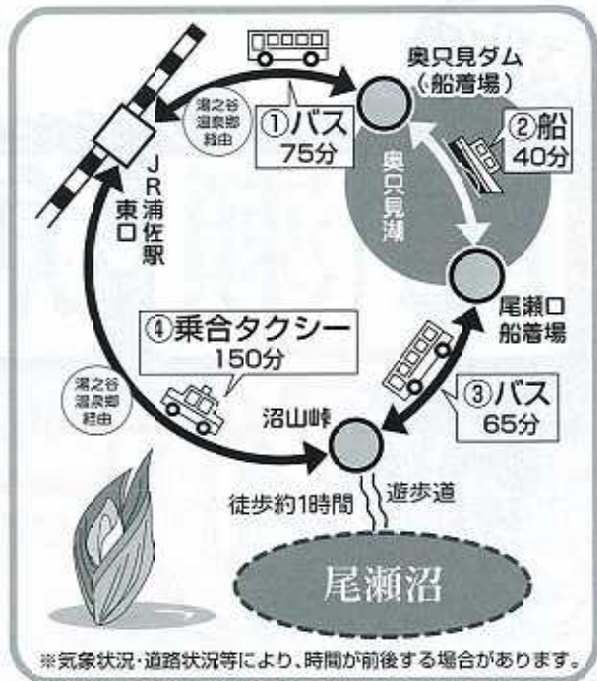 湯之谷
温泉郷
経由
①バス
75分
奥只見ダム
(船着場)
②船
40分
奥只見湖
JR浦佐駅
東口
尾瀬口
船着場
④乗合タクシー
150分
③バス
65分
湯之谷
温泉郷
経由
沼山峠
徒歩約1時間
遊歩道
尾瀬沼
※気象状況・道路状況等により、時間が前後する場合があります。